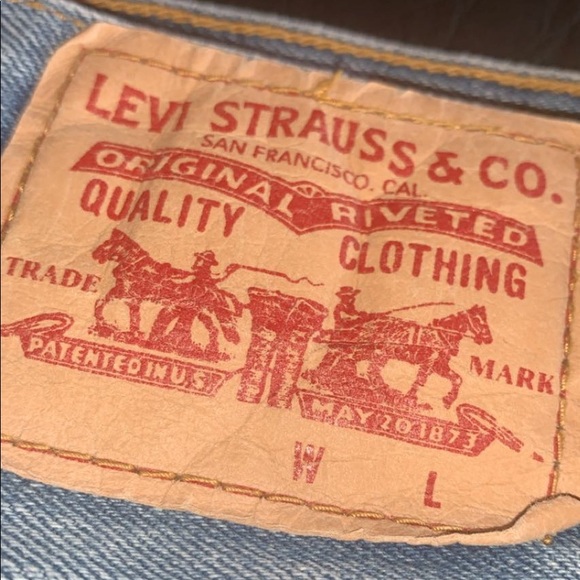 LEVI STRAUSS & CO.
SAN FRANCISCO, CAL.
ORIGINAL RIVETED
QUALITY CLOTHING
TRADE MARK
PATENTED IN U.S.
MAY 20 1873
W L